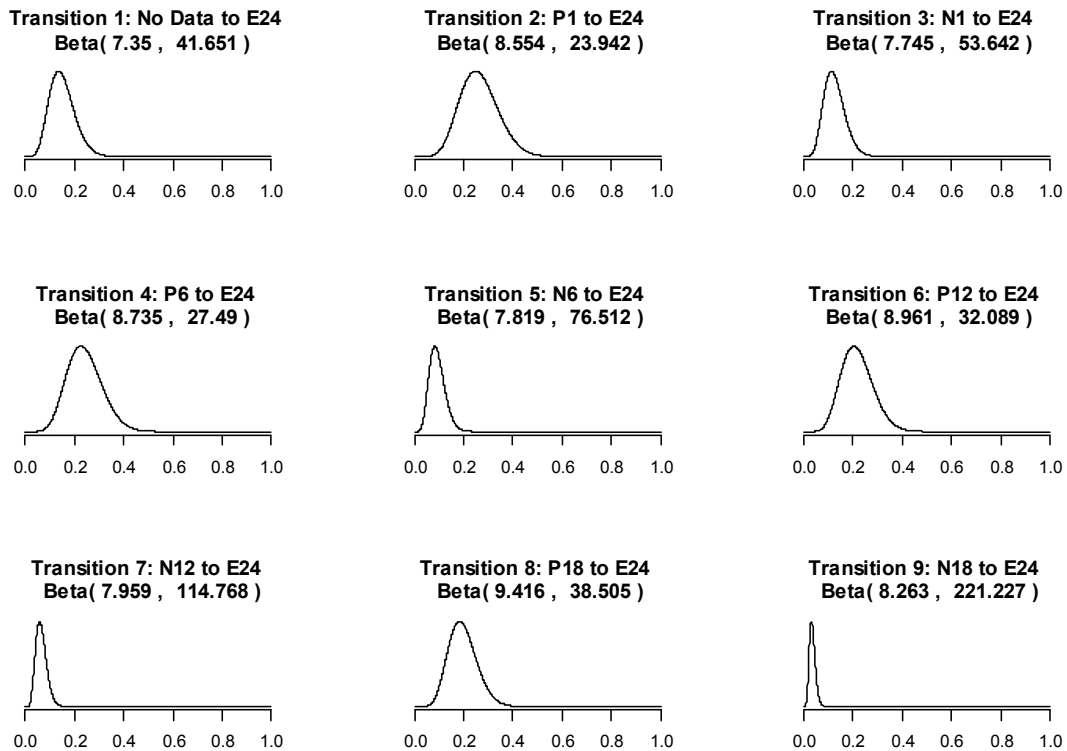 Transition 1: No Data to E24
Beta( 7.35 , 41.651 )
0.0 0.2 0.4 0.6 0.8 1.0
Transition 2: P1 to E24
Beta( 8.554 , 23.942 )
0.0 0.2 0.4 0.6 0.8 1.0
Transition 3: N1 to E24
Beta( 7.745 , 53.642 )
0.0 0.2 0.4 0.6 0.8 1.0
Transition 4: P6 to E24
Beta( 8.735 , 27.49 )
0.0 0.2 0.4 0.6 0.8 1.0
Transition 5: N6 to E24
Beta( 7.819 , 76.512 )
0.0 0.2 0.4 0.6 0.8 1.0
Transition 6: P12 to E24
Beta( 8.961 , 32.089 )
0.0 0.2 0.4 0.6 0.8 1.0
Transition 7: N12 to E24
Beta( 7.959 , 114.768 )
0.0 0.2 0.4 0.6 0.8 1.0
Transition 8: P18 to E24
Beta( 9.416 , 38.505 )
0.0 0.2 0.4 0.6 0.8 1.0
Transition 9: N18 to E24
Beta( 8.263 , 221.227 )
0.0 0.2 0.4 0.6 0.8 1.0